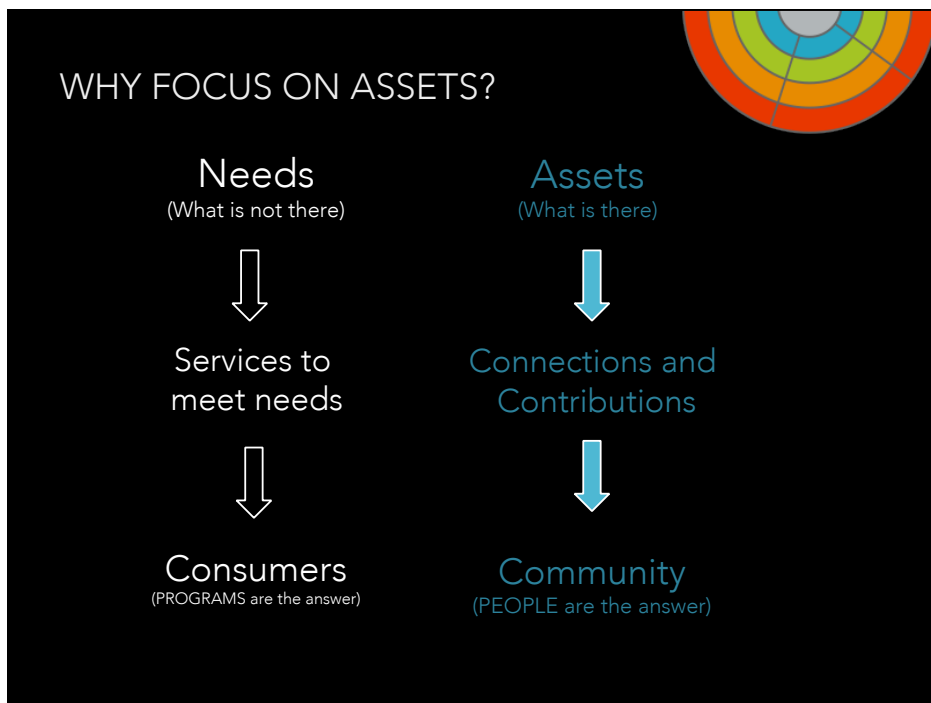 WHY FOCUS ON ASSETS?
Needs
(What is not there)
Services to
meet needs
Consumers
(PROGRAMS are the answer)
Assets
(What is there)
Connections and
Contributions
Community
(PEOPLE are the answer)